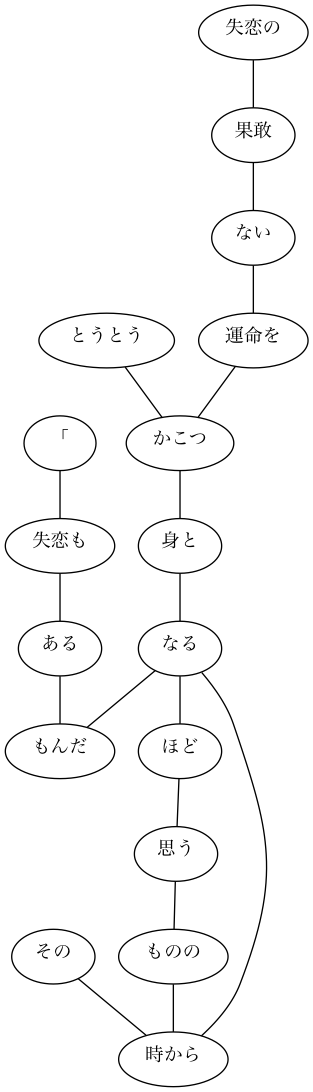 失恋の
果敢
ない
とうとう
運命を
「
かこつ
失恋も
身と
ある
なる
もんだ
ほど
思う
その
ものの
時から